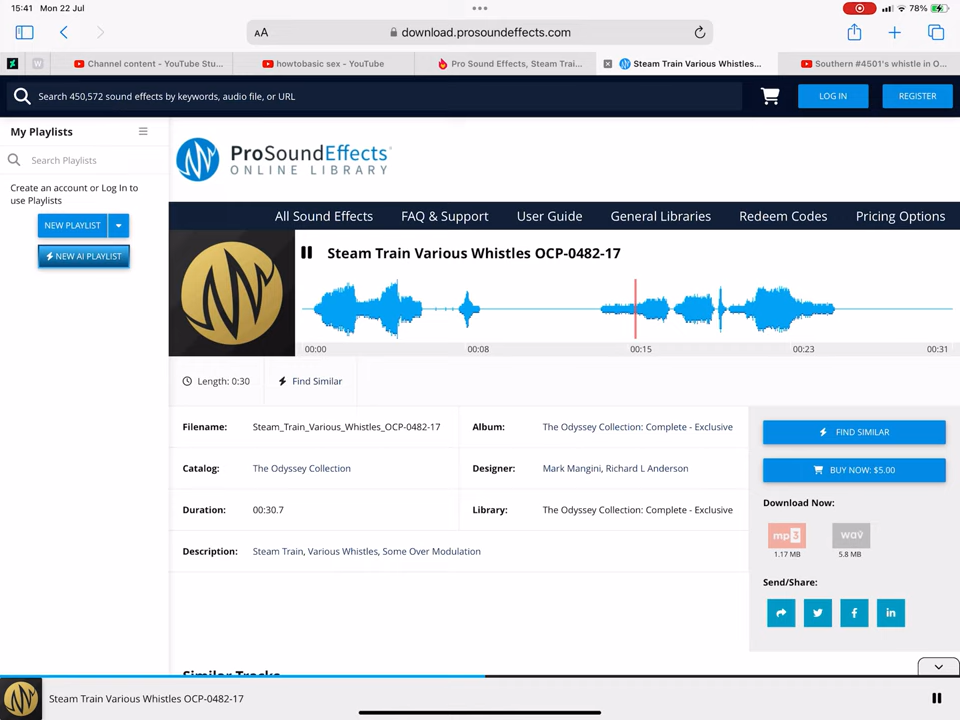 15:41 Mon 22 Jul
78%
AA
download.prosoundeffects.com
W
Channel content - YouTube Stu...
howtobasic sex - YouTube
Pro Sound Effects, Steam Trai...
Steam Train Various Whistles...
Southern #4501's whistle in O...
Search 450,572 sound effects by keywords, audio file, or URL
LOG IN
REGISTER
My Playlists
Search Playlists
Create an account or Log In to
use Playlists
NEW PLAYLIST
NEW AI PLAYLIST
ProSoundEffects
ONLINE LIBRARY
All Sound Effects
FAQ & Support
User Guide
General Libraries
Redeem Codes
Pricing Options
Steam Train Various Whistles OCP-0482-17
00:00
00:08
00:15
00:23
00:31
Length: 0:30
Find Similar
Filename: Steam_Train_Various_Whistles_OCP-0482-17
Album: The Odyssey Collection: Complete - Exclusive
Catalog: The Odyssey Collection
Designer: Mark Mangini, Richard L Anderson
Duration: 00:30.7
Library: The Odyssey Collection: Complete - Exclusive
Description: Steam Train, Various Whistles, Some Over Modulation
FIND SIMILAR
BUY NOW: $5.00
Download Now:
mp3
wav
1.17 MB
5.8 MB
Send/Share:
Similar Tracks
Steam Train Various Whistles OCP-0482-17